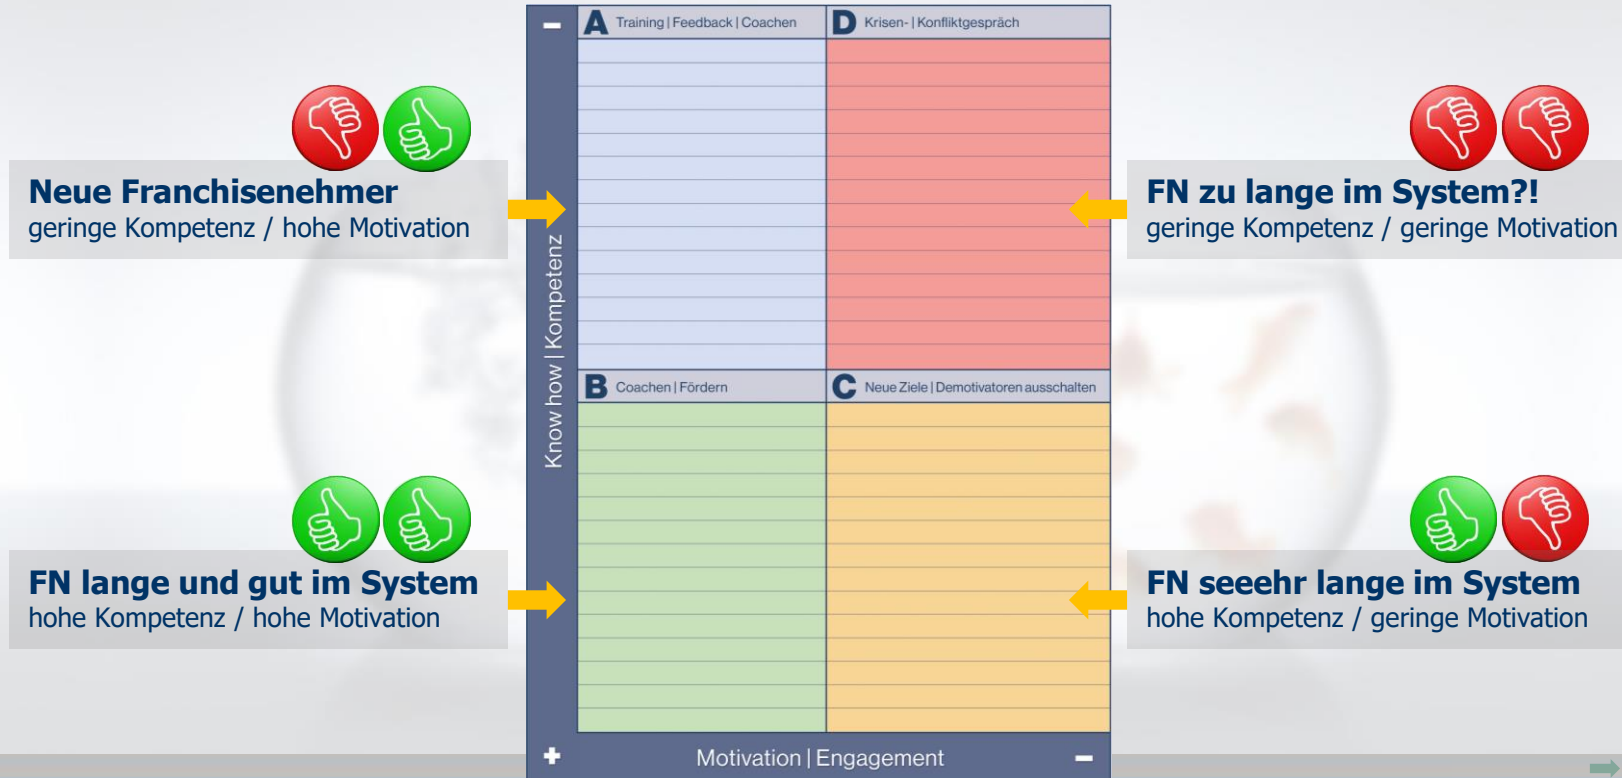 A Training | Feedback | Coachen
D Krisen- | Konfliktgespräch
Neue Franchisenehmer
geringe Kompetenz / hohe Motivation
FN zu lange im System?!
geringe Kompetenz / geringe Motivation
Know how | Kompetenz
B Coachen | Fördern
C Neue Ziele | Demotivatoren ausschalten
FN lange und gut im System
hohe Kompetenz / hohe Motivation
FN seeehr lange im System
hohe Kompetenz / geringe Motivation
Motivation | Engagement